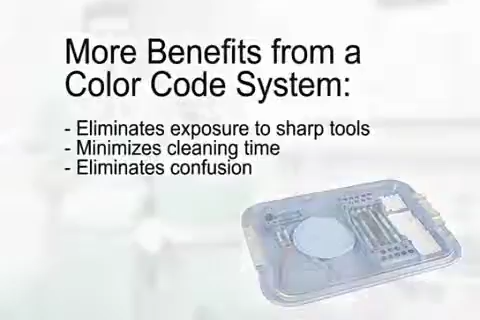 More Benefits from a
Color Code System:
- Eliminates exposure to sharp tools
- Minimizes cleaning time
- Eliminates confusion